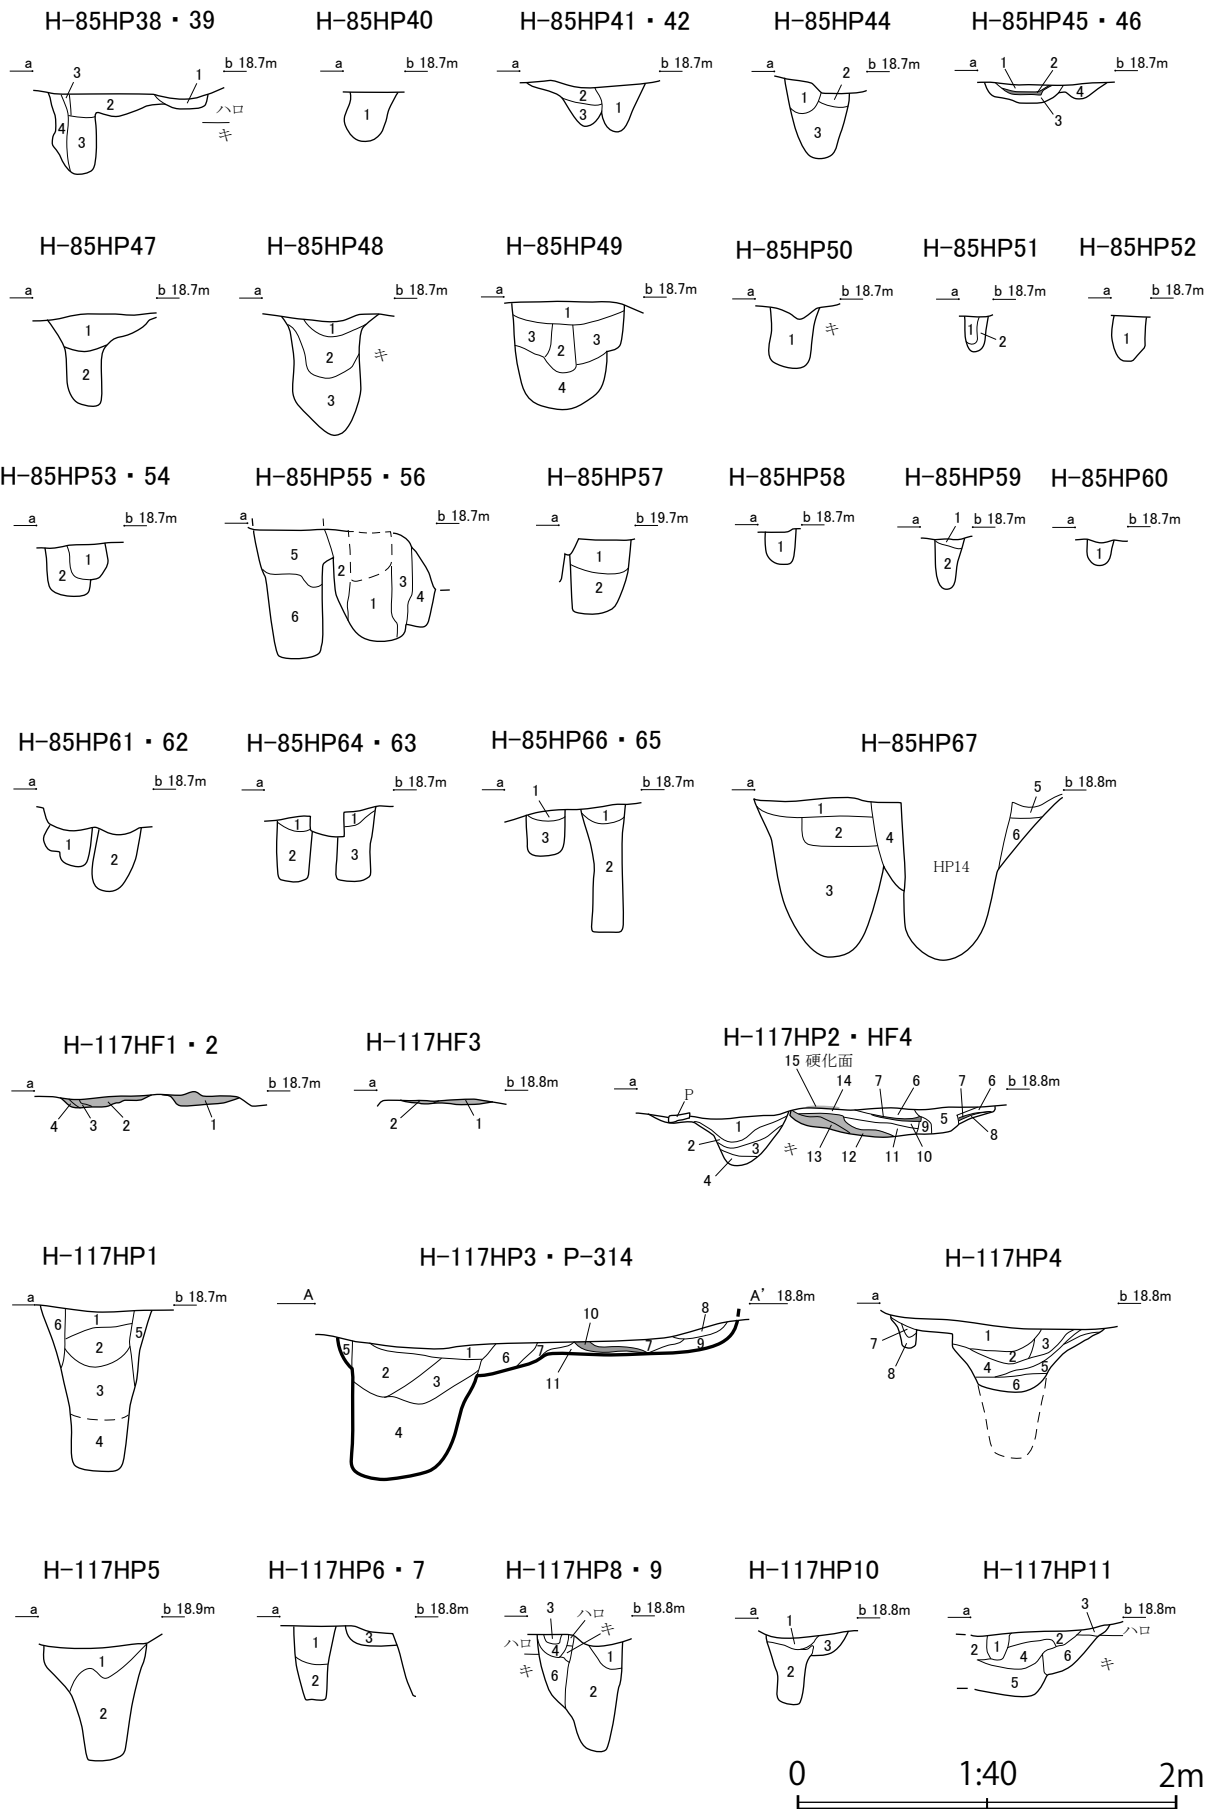 H-85HP38・39
a
b 18.7m
3
1
2
4
3
ハロ
キ
H-85HP40
a
b 18.7m
1
H-85HP41・42
a
b 18.7m
2
3
1
H-85HP44
a
b 18.7m
2
1
3
H-85HP45・46
a
b 18.7m
1
2
4
3
H-85HP47
a
b 18.7m
1
2
H-85HP48
a
b 18.7m
1
2
3
キ
H-85HP49
a
b 18.7m
1
3
2
3
4
H-85HP50
a
b 18.7m
1
キ
H-85HP51
a
b 18.7m
1
2
H-85HP52
a
b 18.7m
1
H-85HP53・54
a
b 18.7m
1
2
H-85HP55・56
a
b 18.7m
5
2
3
4
1
6
H-85HP57
a
b 19.7m
1
2
H-85HP58
a
b 18.7m
1
H-85HP59
a
b 18.7m
1
2
H-85HP60
a
b 18.7m
1
H-85HP61・62
a
b 18.7m
1
2
H-85HP64・63
a
b 18.7m
1
1
2
3
H-85HP66・65
a
b 18.7m
1
1
3
2
H-85HP67
a
b 18.8m
1
2
4
3
HP14
5
6
H-117HF1・2
a
b 18.7m
4
3
2
1
H-117HF3
a
b 18.8m
2
1
H-117HP2・HF4
15 硬化面
a
b 18.8m
P
14
7
6
7
6
1
5
9
8
2
3
4
キ
13
12
11
10
H-117HP1
a
b 18.7m
6
1
5
2
3
4
H-117HP3・P-314
A
A' 18.8m
10
8
5
1
6
7
7
9
2
3
11
4
H-117HP4
a
b 18.8m
7
8
1
3
2
4
5
6
H-117HP5
a
b 18.9m
1
2
H-117HP6・7
a
b 18.8m
1
3
2
H-117HP8・9
a
b 18.8m
3
ハロ
キ
ハロ
キ
4
1
6
2
H-117HP10
a
b 18.8m
1
3
2
H-117HP11
a
b 18.8m
3
ハロ
キ
2
1
2
4
6
5
0
1:40
2m